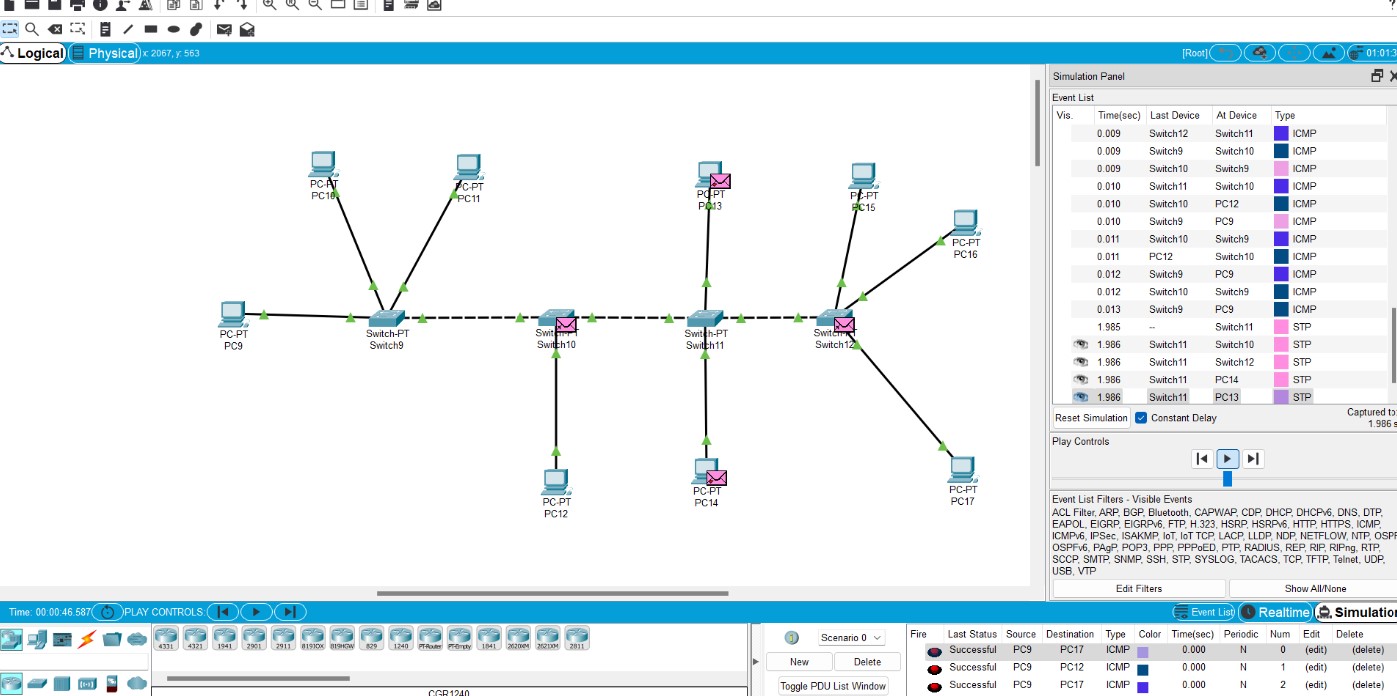 Logical Physical x: 2067, y: 563 [Root] 01:01:3
Simulation Panel
Event List
Vis. Time(sec) Last Device At Device Type
0.009 Switch12 Switch11 ICMP
0.009 Switch9 Switch10 ICMP
0.009 Switch10 Switch9 ICMP
0.010 Switch11 Switch10 ICMP
0.010 Switch10 PC12 ICMP
0.010 Switch9 PC9 ICMP
0.011 Switch10 Switch9 ICMP
0.011 PC12 Switch10 ICMP
0.012 Switch9 PC9 ICMP
0.012 Switch10 Switch9 ICMP
0.013 Switch9 PC9 ICMP
1.985 -- Switch11 STP
1.986 Switch11 Switch10 STP
1.986 Switch11 Switch12 STP
1.986 Switch11 PC14 STP
1.986 Switch11 PC13 STP
Reset Simulation Constant Delay Captured to:
1.986 s
Play Controls
Event List Filters - Visible Events
ACL Filter, ARP, BGP, Bluetooth, CAPWAP, CDP, DHCP, DHCPv6, DNS, DTP,
EAPOL, EIGRP, EIGRPv6, FTP, H.323, HSRP, HSRPv6, HTTP, HTTPS, ICMP,
ICMPv6, IPSec, ISAKMP, IoT, IoT TCP, LACP, LLDP, NDP, NETFLOW, NTP, OSPF
OSPFv6, PAgP, POP3, PPP, PPPoED, PTP, RADIUS, REP, RIP, RIPng, RTP,
SCCP, SMTP, SNMP, SSH, STP, SYSLOG, TACACS, TCP, TFTP, Telnet, UDP,
USB, VTP
Edit Filters Show All/None
PC-PT
PC10
PC-PT
PC11
PC-PT
PC13
PC-PT
PC15
PC-PT
PC16
PC-PT
PC9
Switch-PT
Switch9
Switch-PT
Switch10
Switch-PT
Switch11
Switch-PT
Switch12
PC-PT
PC12
PC-PT
PC14
PC-PT
PC17
Time: 00:00:46.587 PLAY CONTROLS: Event List Realtime Simulation
4331 4321 1941 2901 2911 819IOX 819HGW 829 1240 PT-Router PT-Empty 1841 2620XM 2621XM 2811
CGR1240
Scenario 0
New Delete
Toggle PDU List Window
Fire Last Status Source Destination Type Color Time(sec) Periodic Num Edit Delete
Successful PC9 PC17 ICMP 0.000 N 0 (edit) (delete)
Successful PC9 PC12 ICMP 0.000 N 1 (edit) (delete)
Successful PC9 PC17 ICMP 0.000 N 2 (edit) (delete)